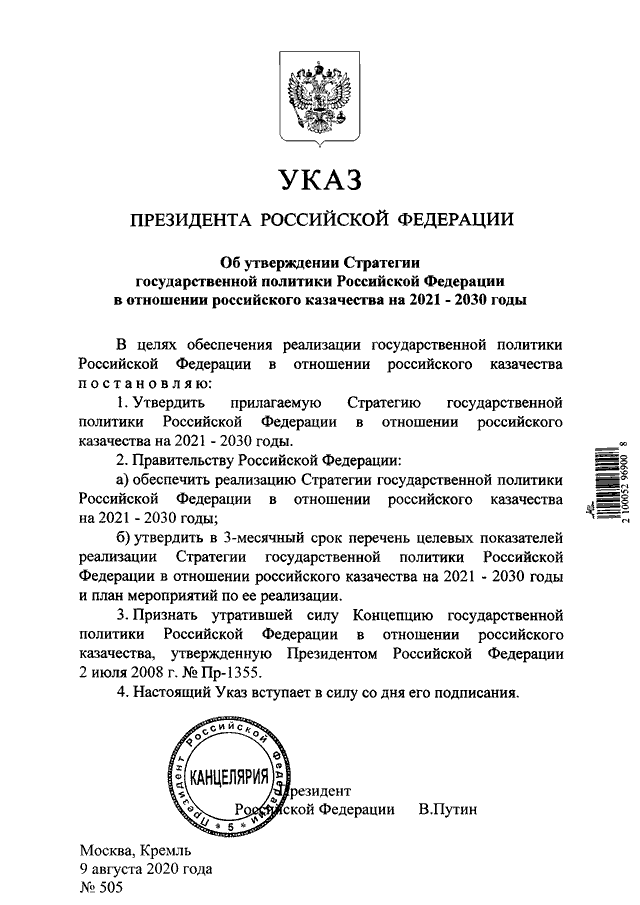 УКАЗ
ПРЕЗИДЕНТА РОССИЙСКОЙ ФЕДЕРАЦИИ
Об утверждении Стратегии
государственной политики Российской Федерации
в отношении российского казачества на 2021 - 2030 годы
В целях обеспечения реализации государственной политики
Российской Федерации в отношении российского казачества
п о с т а н о в л я ю:
1. Утвердить прилагаемую Стратегию государственной
политики Российской Федерации в отношении российского
казачества на 2021 - 2030 годы.
2. Правительству Российской Федерации:
а) обеспечить реализацию Стратегии государственной политики
Российской Федерации в отношении российского казачества
на 2021 - 2030 годы;
б) утвердить в 3-месячный срок перечень целевых показателей
реализации Стратегии государственной политики Российской
Федерации в отношении российского казачества на 2021 - 2030 годы
и план мероприятий по ее реализации.
3. Признать утратившей силу Концепцию государственной
политики Российской Федерации в отношении российского
казачества, утвержденную Президентом Российской Федерации
2 июля 2008 г. № Пр-1355.
4. Настоящий Указ вступает в силу со дня его подписания.
Президент Российской Федерации
* 5 *
КАНЦЕЛЯРИЯ
Президент
Российской Федерации В.Путин
Москва, Кремль
9 августа 2020 года
№ 505
2 100052 96900 8